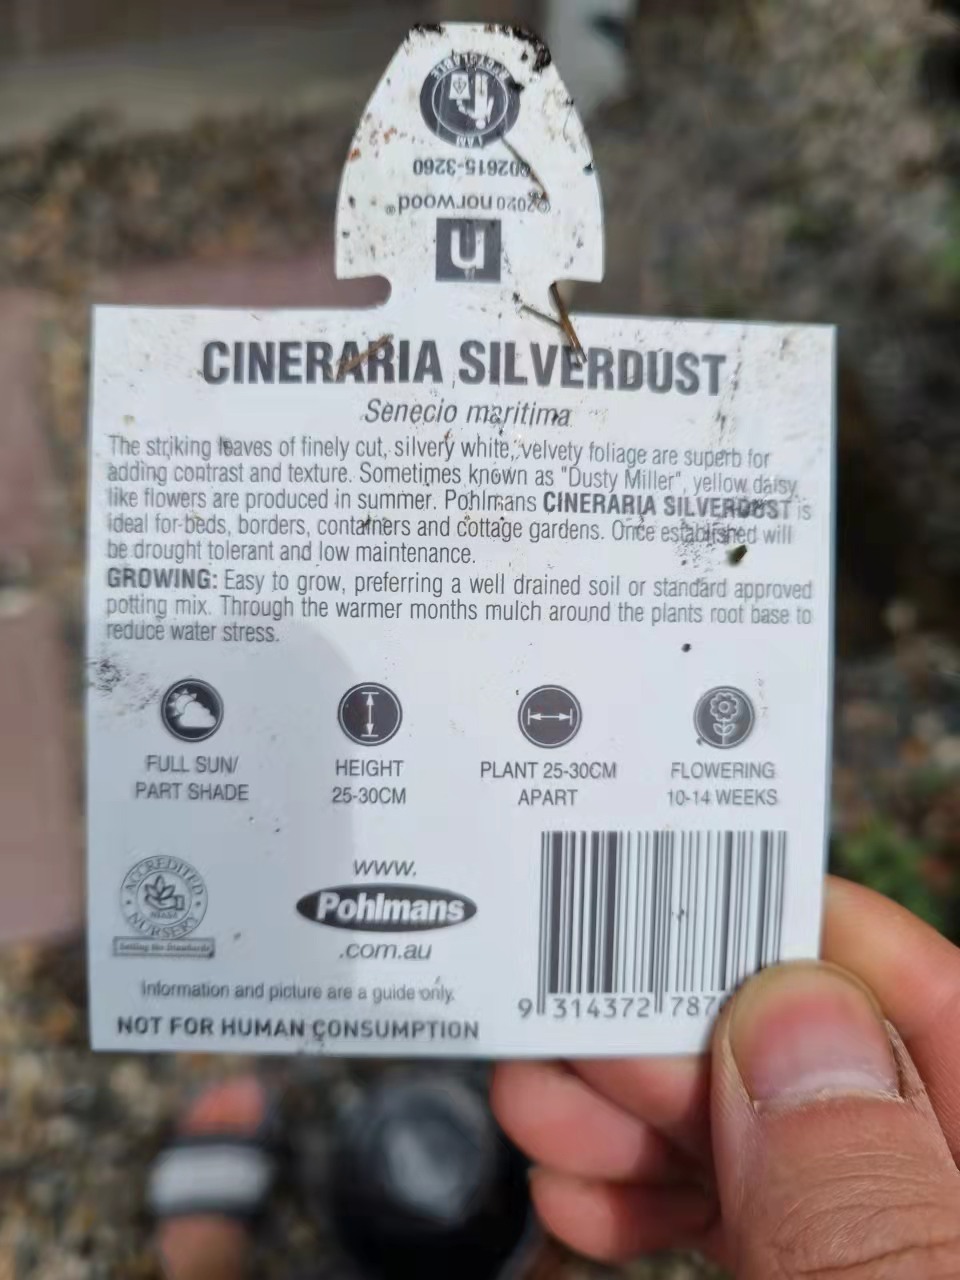 I AM
RECYCLABLE
©2020 norwood®
n
CINERARIA SILVERDUST
Senecio maritima
The striking leaves of finely cut, silvery white, velvety foliage are superb for
adding contrast and texture. Sometimes known as "Dusty Miller", yellow daisy
like flowers are produced in summer. Pohlmans CINERARIA SILVERDUST is
ideal for beds, borders, containers and cottage gardens. Once established will
be drought tolerant and low maintenance.
GROWING: Easy to grow, preferring a well drained soil or standard approved
potting mix. Through the warmer months mulch around the plants root base to
reduce water stress.
FULL SUN/
PART SHADE
HEIGHT
25-30CM
PLANT 25-30CM
APART
FLOWERING
10-14 WEEKS
ACCREDITED
NURSERY
Setting the Standards
www.
Pohlmans
.com.au
Information and picture are a guide only.
NOT FOR HUMAN CONSUMPTION
9 314372 787